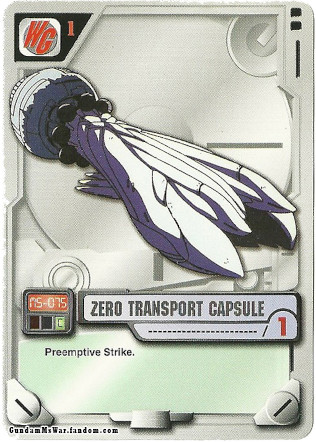 WG 1
ZERO TRANSPORT CAPSULE
MS-075
/1
C
Preemptive Strike.
GundamMsWar.fandom.com